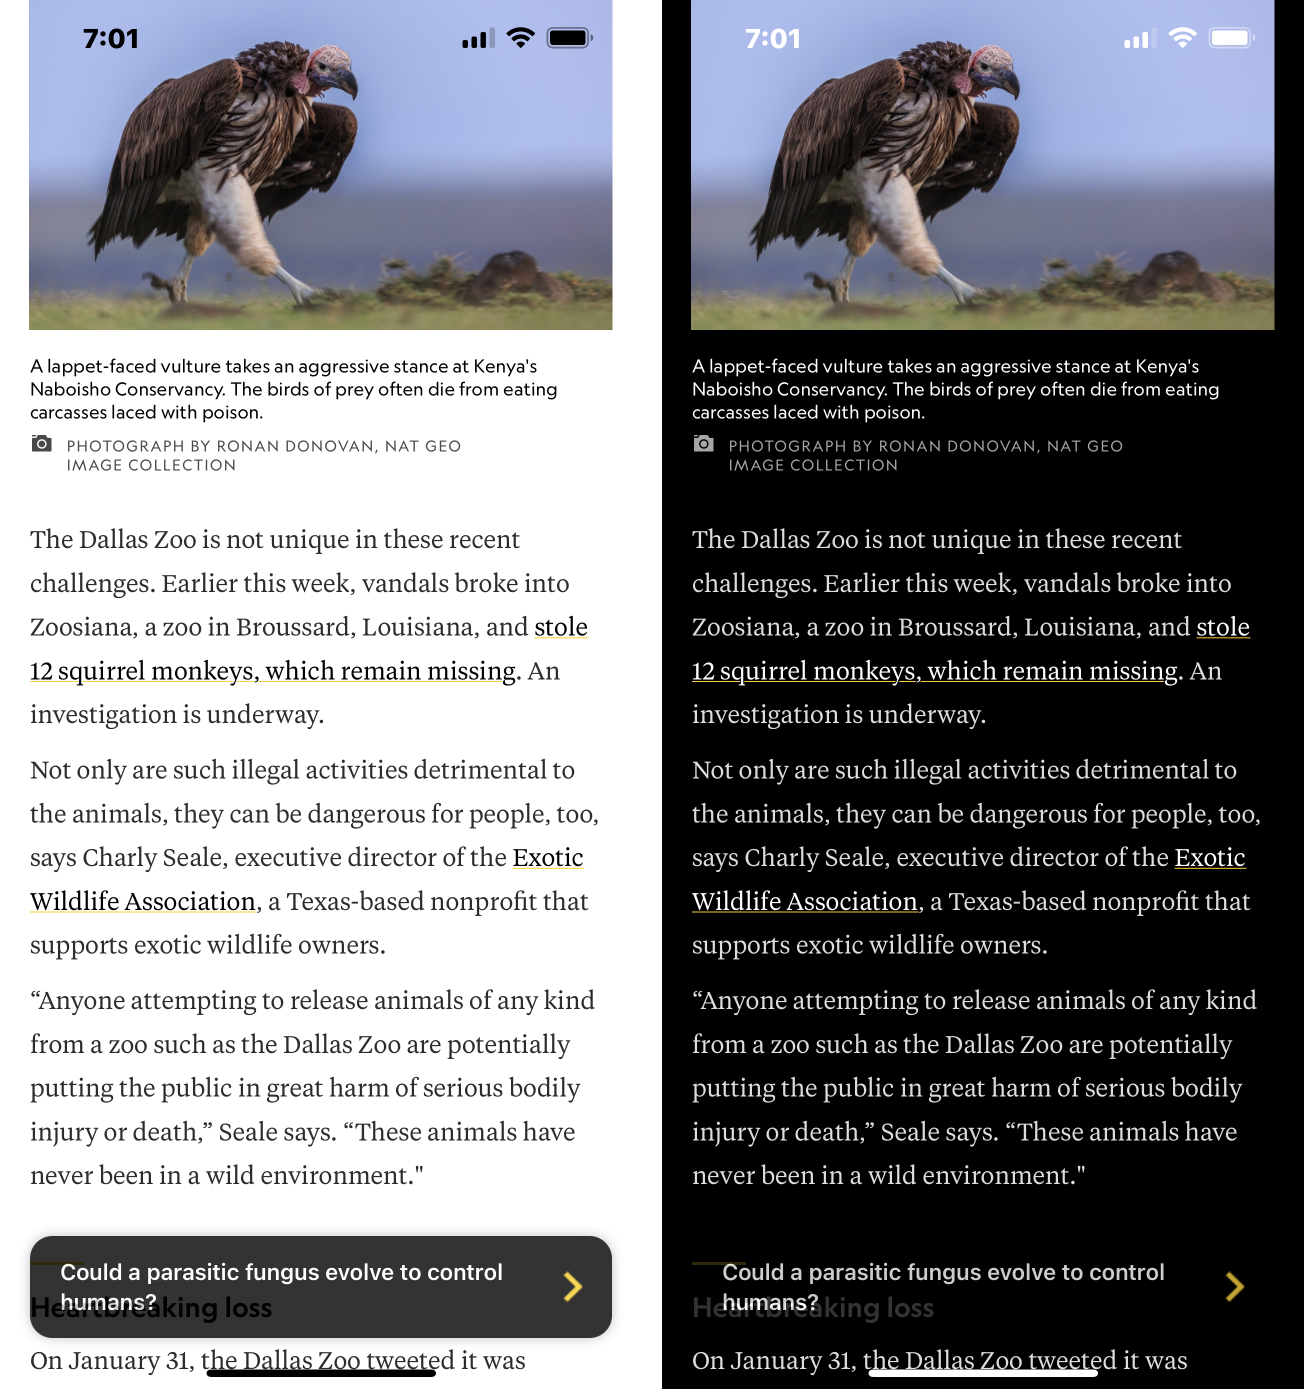 7:01
A lappet-faced vulture takes an aggressive stance at Kenya's
Naboisho Conservancy. The birds of prey often die from eating
carcasses laced with poison.
PHOTOGRAPH BY RONAN DONOVAN, NAT GEO
IMAGE COLLECTION
The Dallas Zoo is not unique in these recent
challenges. Earlier this week, vandals broke into
Zoosiana, a zoo in Broussard, Louisiana, and stole
12 squirrel monkeys, which remain missing. An
investigation is underway.
Not only are such illegal activities detrimental to
the animals, they can be dangerous for people, too,
says Charly Seale, executive director of the Exotic
Wildlife Association, a Texas-based nonprofit that
supports exotic wildlife owners.
“Anyone attempting to release animals of any kind
from a zoo such as the Dallas Zoo are potentially
putting the public in great harm of serious bodily
injury or death,” Seale says. “These animals have
never been in a wild environment."
Could a parasitic fungus evolve to control
humans?
Heartbreaking loss
On January 31, the Dallas Zoo tweeted it was
7:01
A lappet-faced vulture takes an aggressive stance at Kenya's
Naboisho Conservancy. The birds of prey often die from eating
carcasses laced with poison.
PHOTOGRAPH BY RONAN DONOVAN, NAT GEO
IMAGE COLLECTION
The Dallas Zoo is not unique in these recent
challenges. Earlier this week, vandals broke into
Zoosiana, a zoo in Broussard, Louisiana, and stole
12 squirrel monkeys, which remain missing. An
investigation is underway.
Not only are such illegal activities detrimental to
the animals, they can be dangerous for people, too,
says Charly Seale, executive director of the Exotic
Wildlife Association, a Texas-based nonprofit that
supports exotic wildlife owners.
“Anyone attempting to release animals of any kind
from a zoo such as the Dallas Zoo are potentially
putting the public in great harm of serious bodily
injury or death,” Seale says. “These animals have
never been in a wild environment."
Could a parasitic fungus evolve to control
humans?
Heartbreaking loss
On January 31, the Dallas Zoo tweeted it was